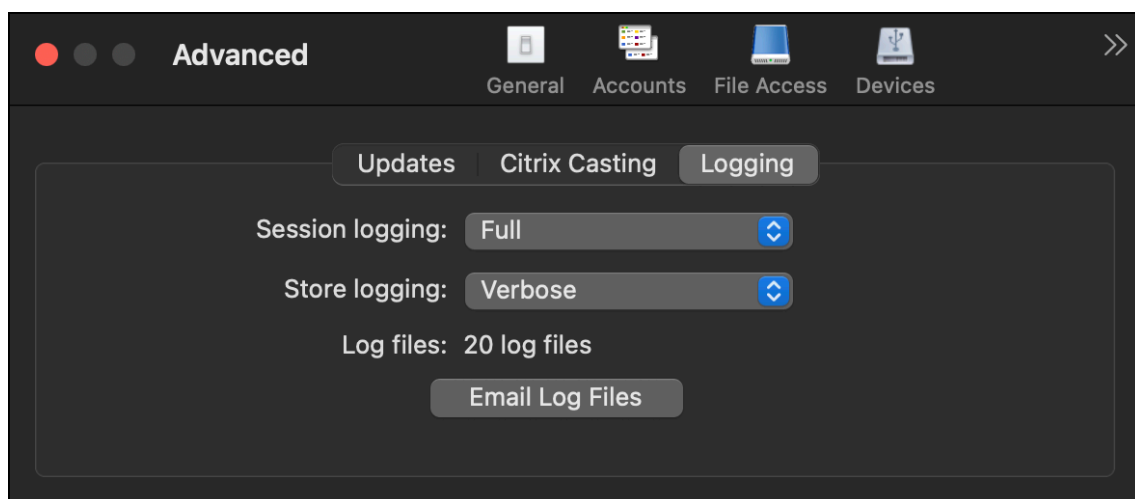 Advanced
General Accounts File Access Devices
Updates Citrix Casting Logging
Session logging: Full
Store logging: Verbose
Log files: 20 log files
Email Log Files